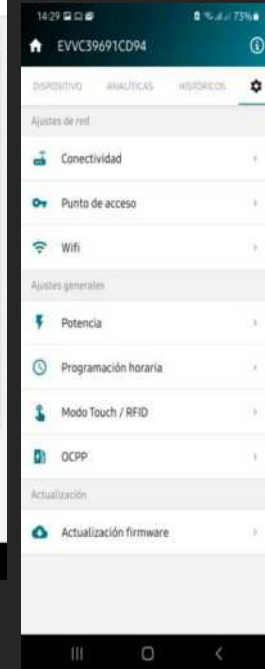 14:29 73%
EVVC39691CD94
DISPOSITIVO ANALÍTICAS HISTÓRICOS
Ajustes de red
Conectividad
Punto de acceso
Wifi
Ajustes generales
Potencia
Programación horaria
Modo Touch / RFID
OCPP
Actualización
Actualización firmware